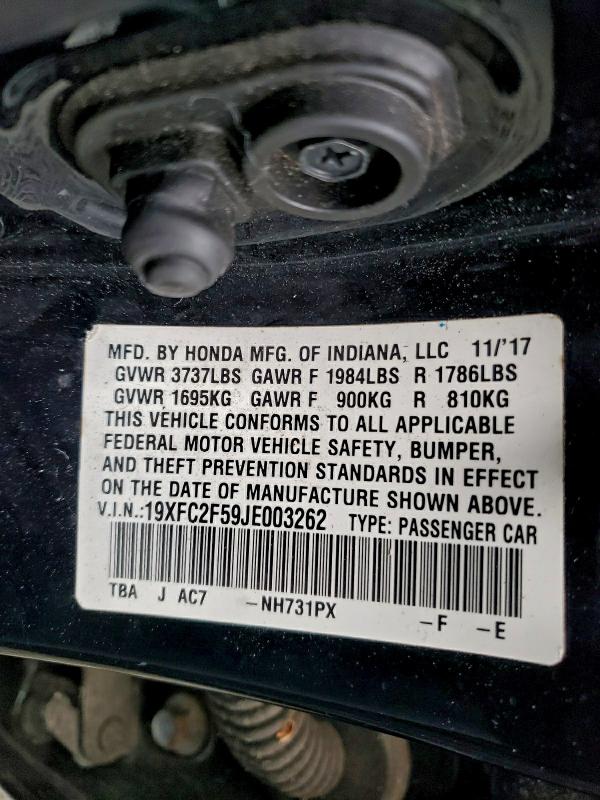 MFD. BY HONDA MFG. OF INDIANA, LLC 11/'17
GVWR 3737LBS GAWR F 1984LBS R 1786LBS
GVWR 1695KG GAWR F 900KG R 810KG
THIS VEHICLE CONFORMS TO ALL APPLICABLE
FEDERAL MOTOR VEHICLE SAFETY, BUMPER,
AND THEFT PREVENTION STANDARDS IN EFFECT
ON THE DATE OF MANUFACTURE SHOWN ABOVE.
V.I.N.:19XFC2F59JE003262 TYPE: PASSENGER CAR
TBA J AC7 -NH731PX -F -E